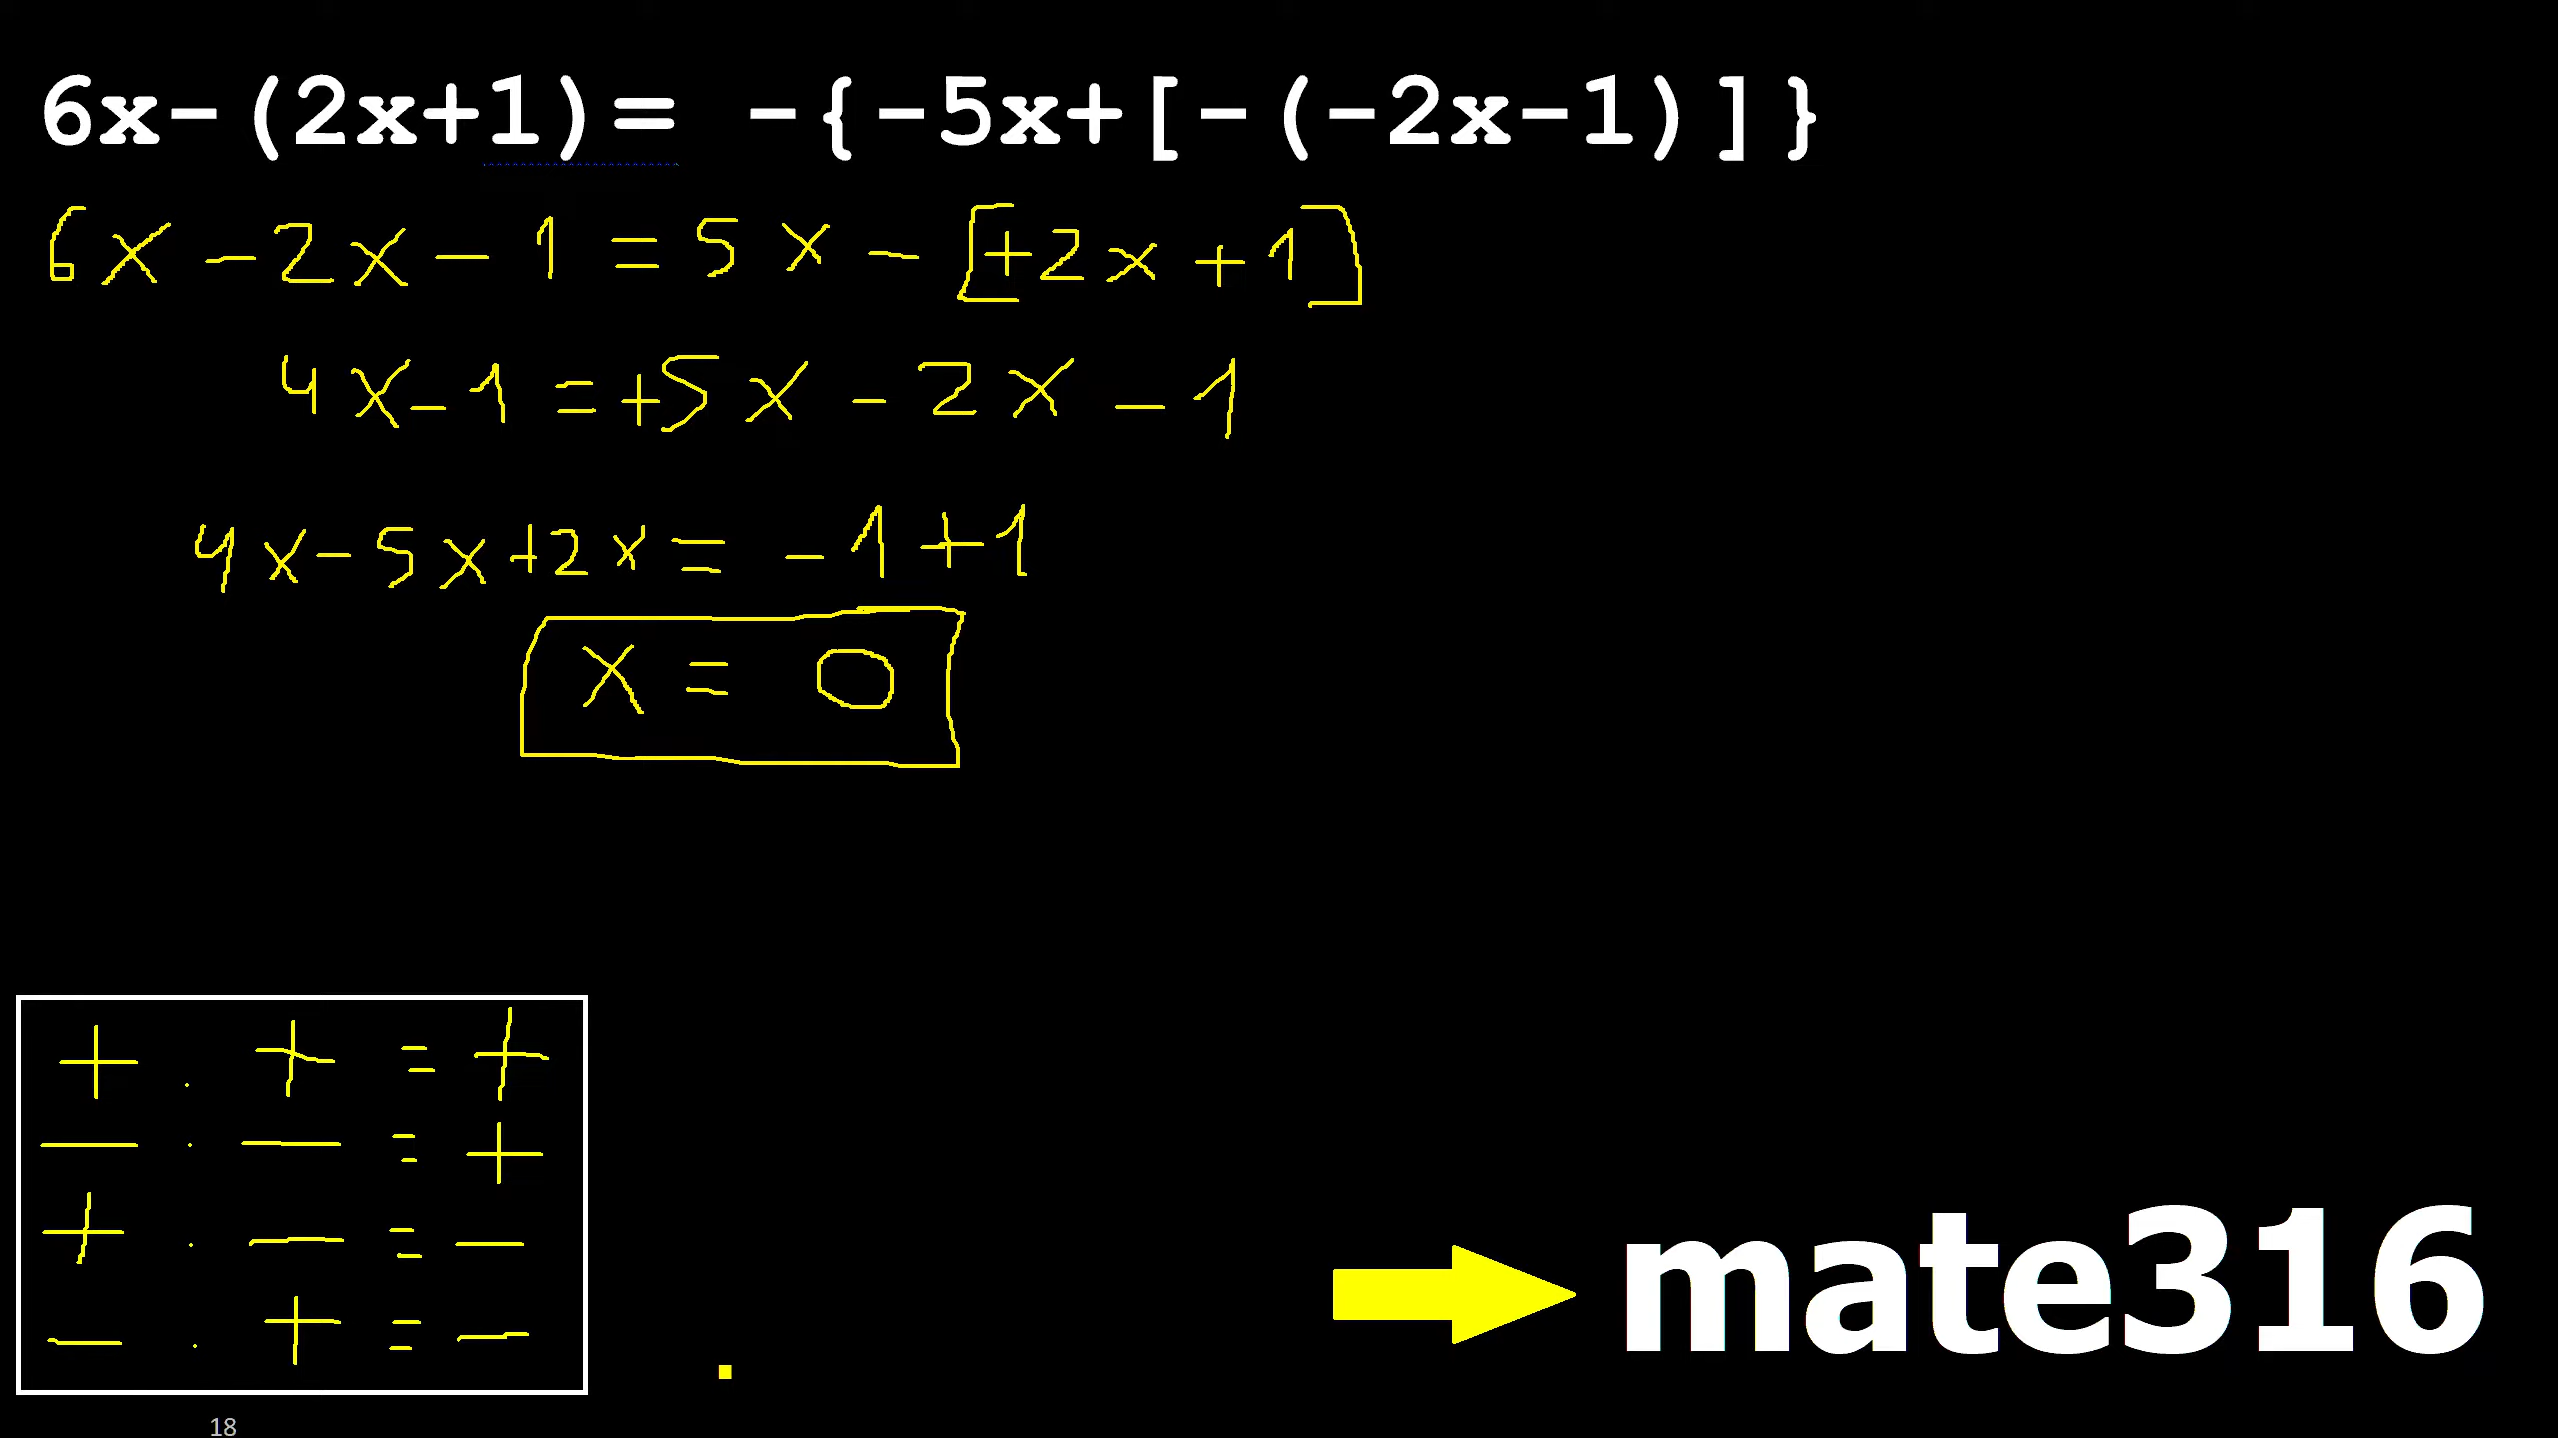 6x-(2x+1)= -{-5x+[-(-2x-1)]}
6x - 2x - 1 = 5x - [+2x + 1]
4x - 1 = +5x - 2x - 1
4x - 5x + 2x = - 1 + 1
x = 0
+ . + = +
- . - = +
+ . - = -
- . + = -
mate316
18